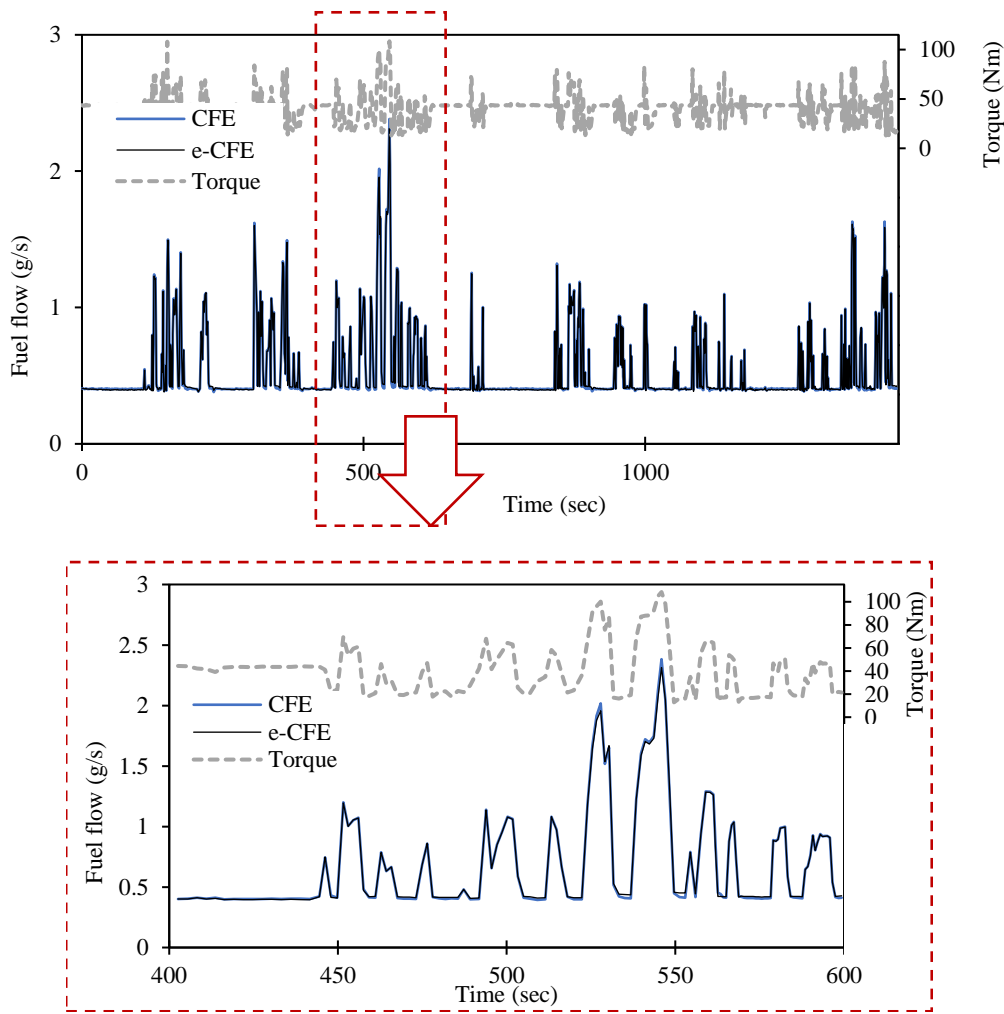 3
2
1
0
Fuel flow (g/s)
100
50
0
Torque (Nm)
CFE
e-CFE
Torque
0
500
1000
Time (sec)
3
2.5
2
1.5
1
0.5
0
Fuel flow (g/s)
100
80
60
40
20
0
Torque (Nm)
CFE
e-CFE
Torque
400
450
500
550
600
Time (sec)